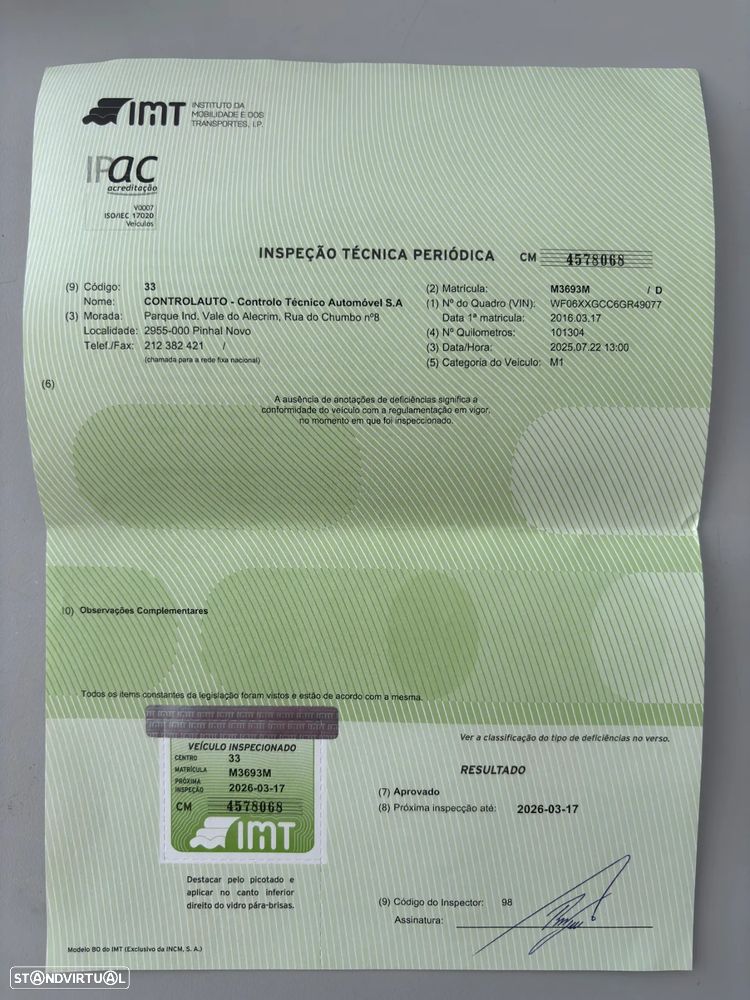 IMT INSTITUTO DA
MOBILIDADE E DOS
TRANSPORTES, I.P.
IPac
acreditação
V0007
ISO/IEC 17020
Veículos
INSPEÇÃO TÉCNICA PERIÓDICA CM 4578068
(9) Código: 33
Nome: CONTROLAUTO - Controlo Técnico Automóvel S.A
(3) Morada: Parque Ind. Vale do Alecrim, Rua do Chumbo nº8
Localidade: 2955-000 Pinhal Novo
Telef./Fax: 212 382 421 /
(chamada para a rede fixa nacional)
(2) Matrícula: M3693M / D
(1) Nº do Quadro (VIN): WF06XXGCC6GR49077
Data 1ª matricula: 2016.03.17
(4) Nº Quilometros: 101304
(3) Data/Hora: 2025.07.22 13:00
(5) Categoria do Veículo: M1
(6)
A ausência de anotações de deficiências significa a
conformidade do veículo com a regulamentação em vigor,
no momento em que foi inspeccionado.
10) Observações Complementares
Todos os items constantes da legislação foram vistos e estão de acordo com a mesma.
Ver a classificação do tipo de deficiências no verso.
VEÍCULO INSPECIONADO
CENTRO 33
MATRÍCULA M3693M
PRÓXIMA
INSPEÇÃO 2026-03-17
CM 4578068
IMT
RESULTADO
(7) Aprovado
(8) Próxima inspecção até: 2026-03-17
Destacar pelo picotado e
aplicar no canto inferior
direito do vidro pára-brisas.
(9) Código do Inspector: 98
Assinatura:
Modelo BO do IMT (Exclusivo da INCM, S. A.)
STANDVIRTUAL